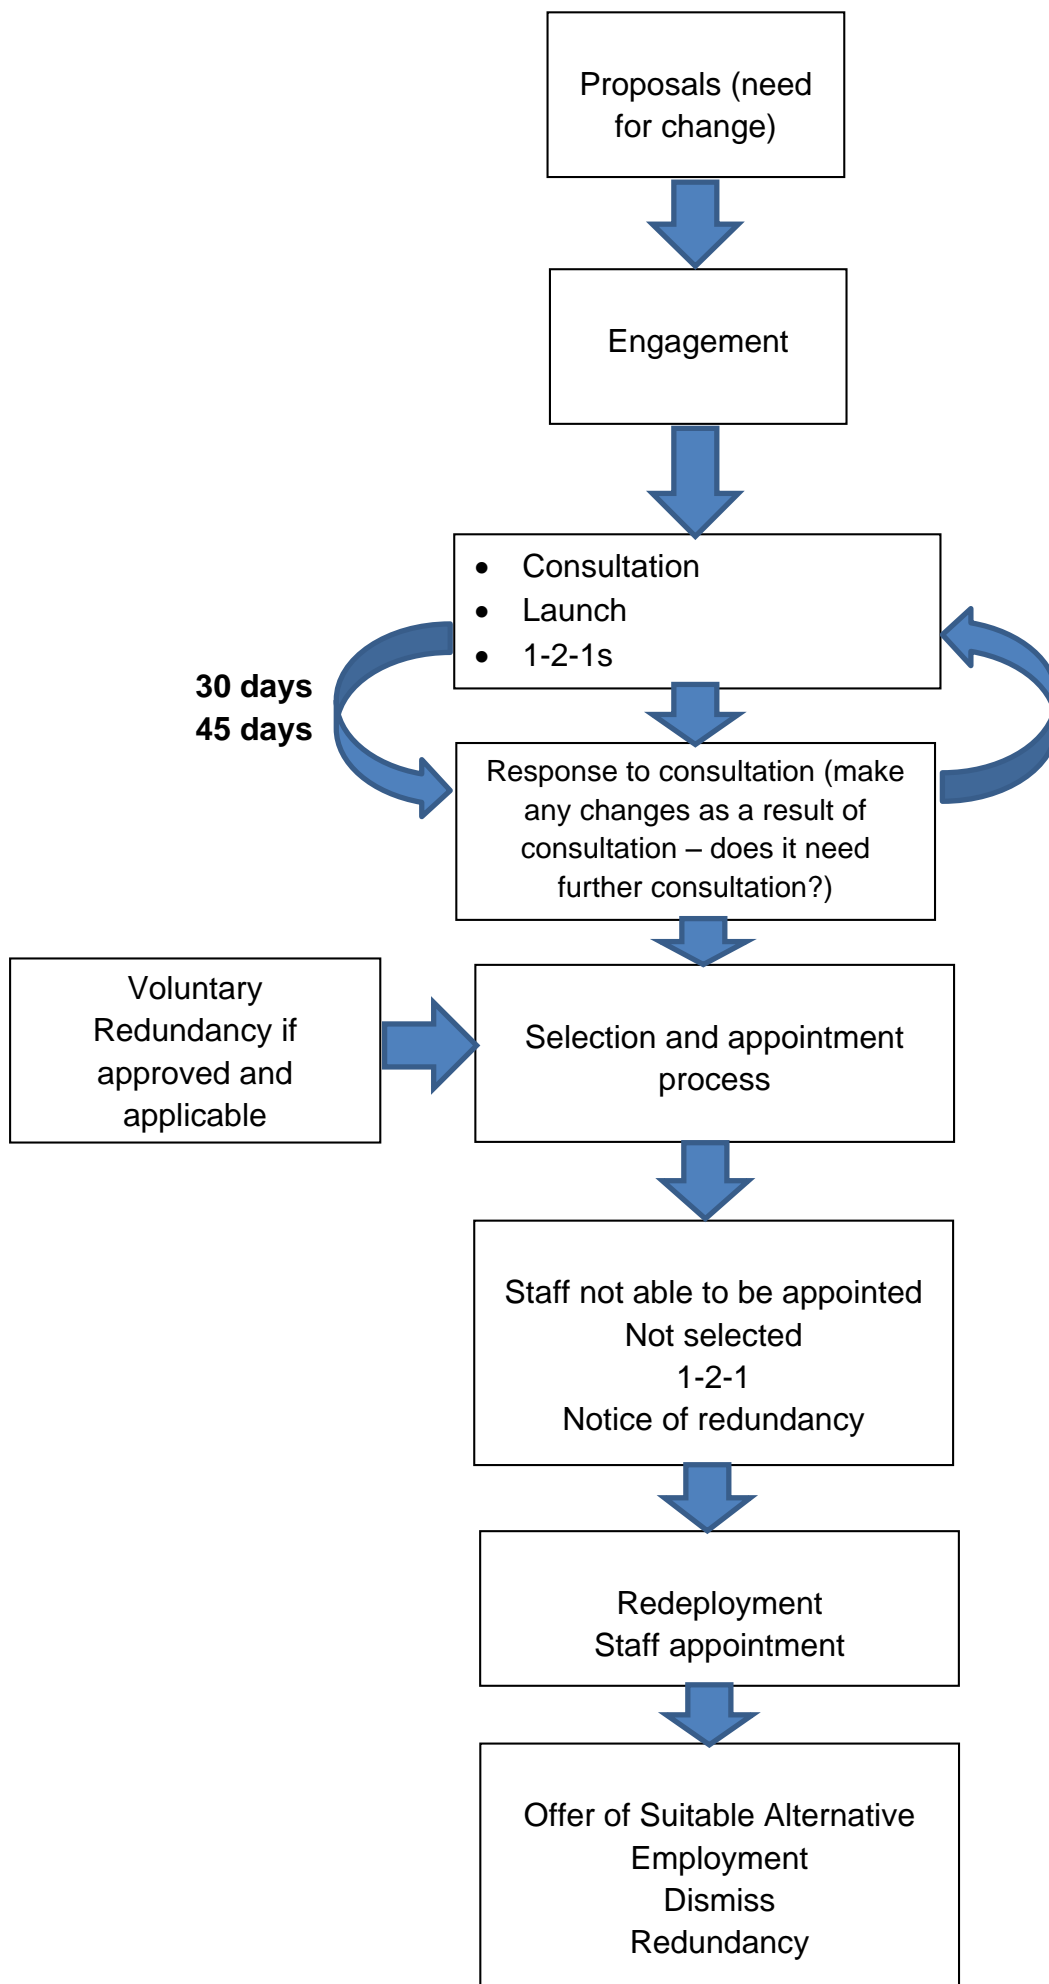 Proposals (need
for change)
Engagement
• Consultation
• Launch
• 1-2-1s
30 days
45 days
Response to consultation (make
any changes as a result of
consultation – does it need
further consultation?)
Voluntary
Redundancy if
approved and
applicable
Selection and appointment
process
Staff not able to be appointed
Not selected
1-2-1
Notice of redundancy
Redeployment
Staff appointment
Offer of Suitable Alternative
Employment
Dismiss
Redundancy